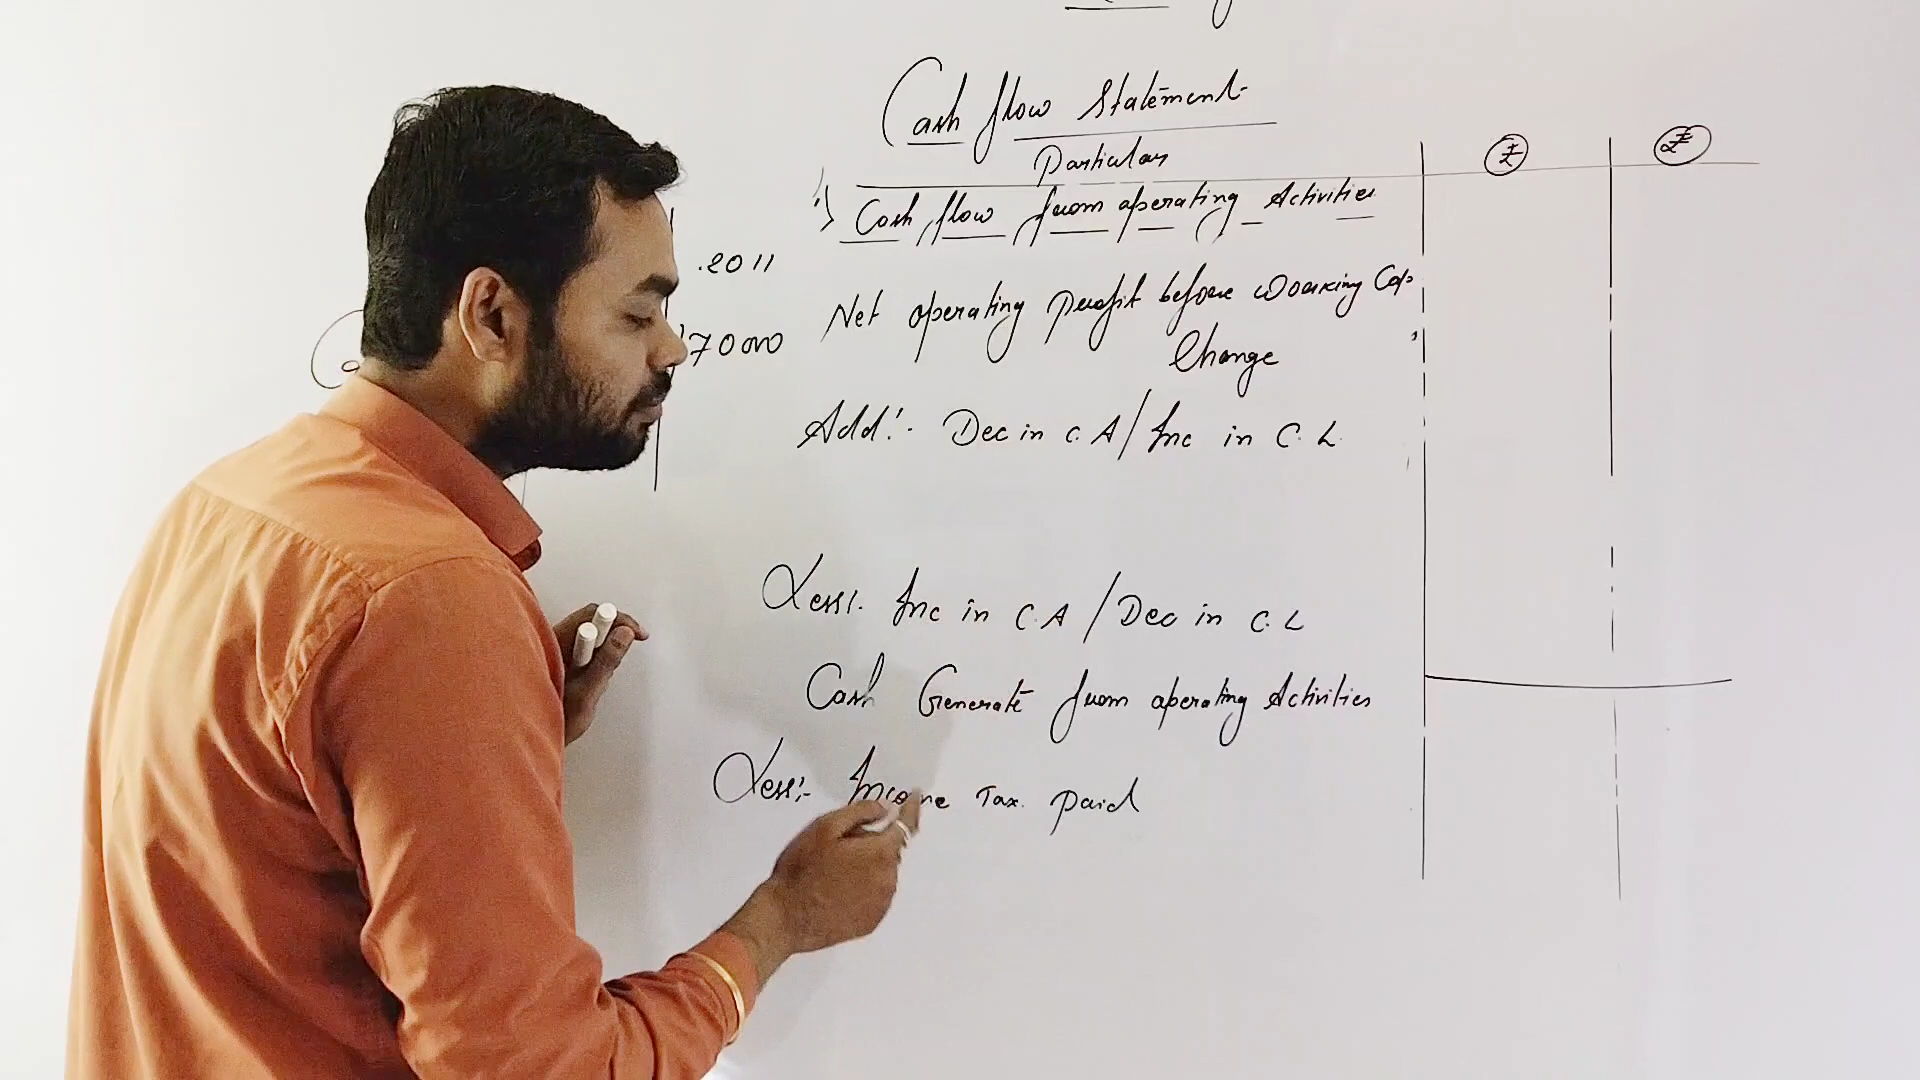 Cash flow Statement
Particulars
₹ ₹
1) Cash flow from operating Activities
.2011
Net operating profit before working Cap
Change
70000
Add:- Dec in C.A/Inc in C.L
Less:- Inc in C.A/Dec in C.L
Cash Generate from operating Activities
Less:- Income Tax paid